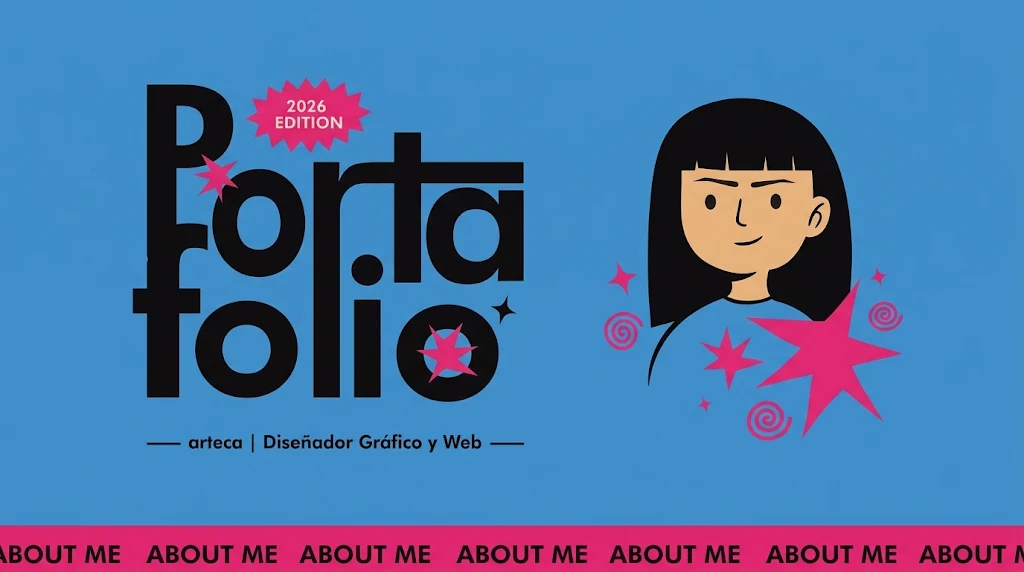 2026
EDITION
Porta
folio
arteca | Diseñador Gráfico y Web
ABOUT ME ABOUT ME ABOUT ME ABOUT ME ABOUT ME ABOUT ME ABOUT M